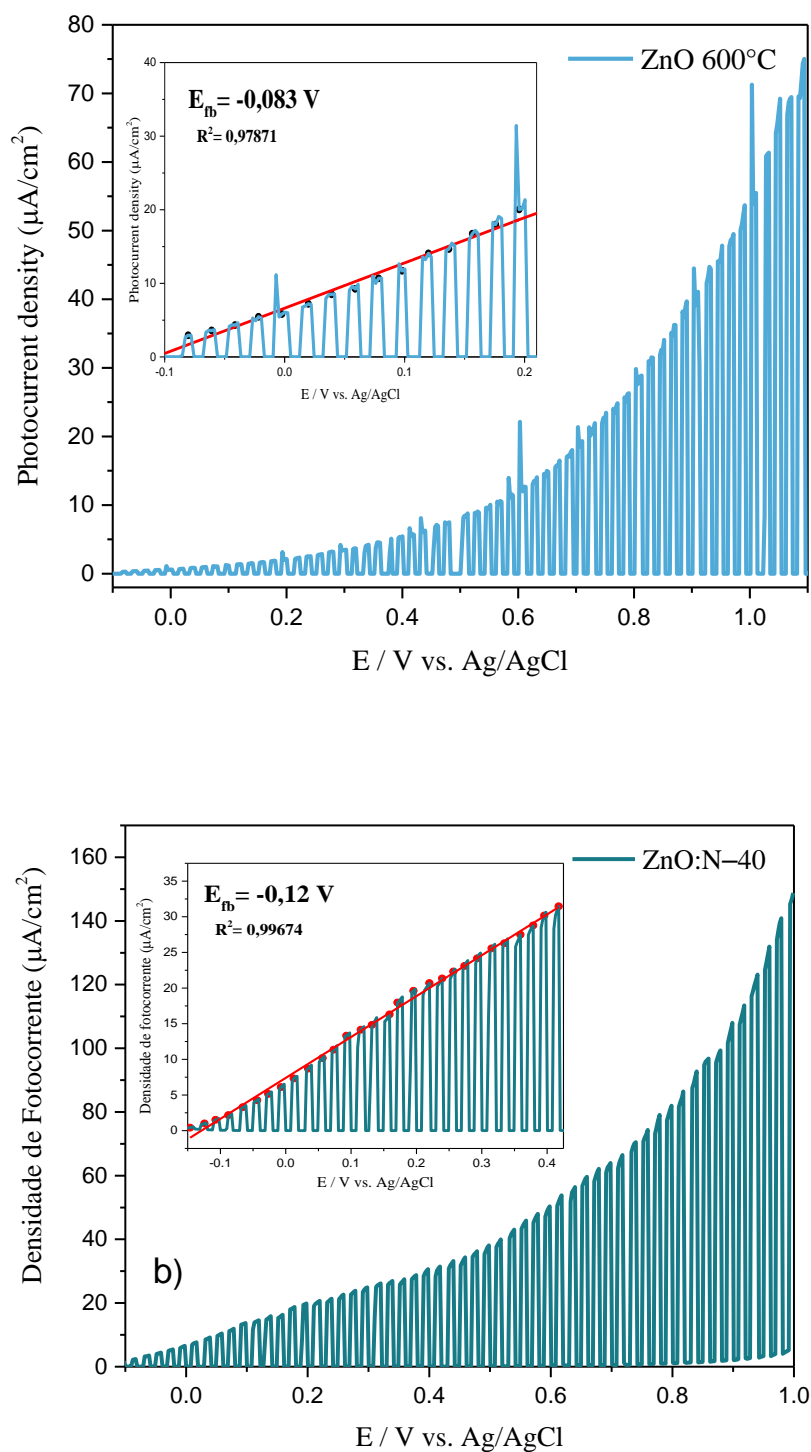 ZnO 600°C
E_fb= -0,083 V
R²= 0,97871
Photocurrent density (µA/cm²)
40
30
20
10
0
-0.1 0.0 0.1 0.2
E / V vs. Ag/AgCl
Photocurrent density (µA/cm²)
80
75
70
65
60
50
40
30
20
10
0
0.0 0.2 0.4 0.6 0.8 1.0
E / V vs. Ag/AgCl
ZnO:N−40
E_fb= -0,12 V
R²= 0,99674
Densidade de fotocorrente (µA/cm²)
35
30
25
20
15
10
5
0
-0.1 0.0 0.1 0.2 0.3 0.4
E / V vs. Ag/AgCl
b)
Densidade de Fotocorrente (µA/cm²)
160
140
120
100
80
60
40
20
0
0.0 0.2 0.4 0.6 0.8 1.0
E / V vs. Ag/AgCl